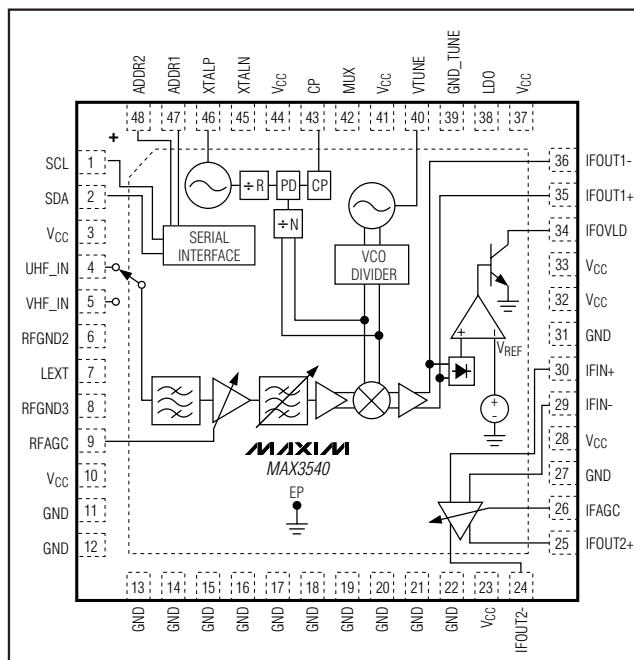 ADDR2
ADDR1
XTALP
XTALN
VCC
CP
MUX
VCC
VTUNE
GND_TUNE
LDO
VCC
48
47
46
45
44
43
42
41
40
39
38
37
+
SCL
1
SDA
2
VCC
3
UHF_IN
4
VHF_IN
5
RFGND2
6
LEXT
7
RFGND3
8
RFAGC
9
VCC
10
GND
11
GND
12
÷R
PD
CP
÷N
SERIAL
INTERFACE
VCO
DIVIDER
+
-
VREF
+
-
MAXIM
MAX3540
EP
36
IFOUT1-
35
IFOUT1+
34
IFOVLD
33
VCC
32
VCC
31
GND
30
IFIN+
29
IFIN-
28
VCC
27
GND
26
IFAGC
25
IFOUT2+
13
14
15
16
17
18
19
20
21
22
23
24
GND
GND
GND
GND
GND
GND
GND
GND
GND
GND
VCC
IFOUT2-